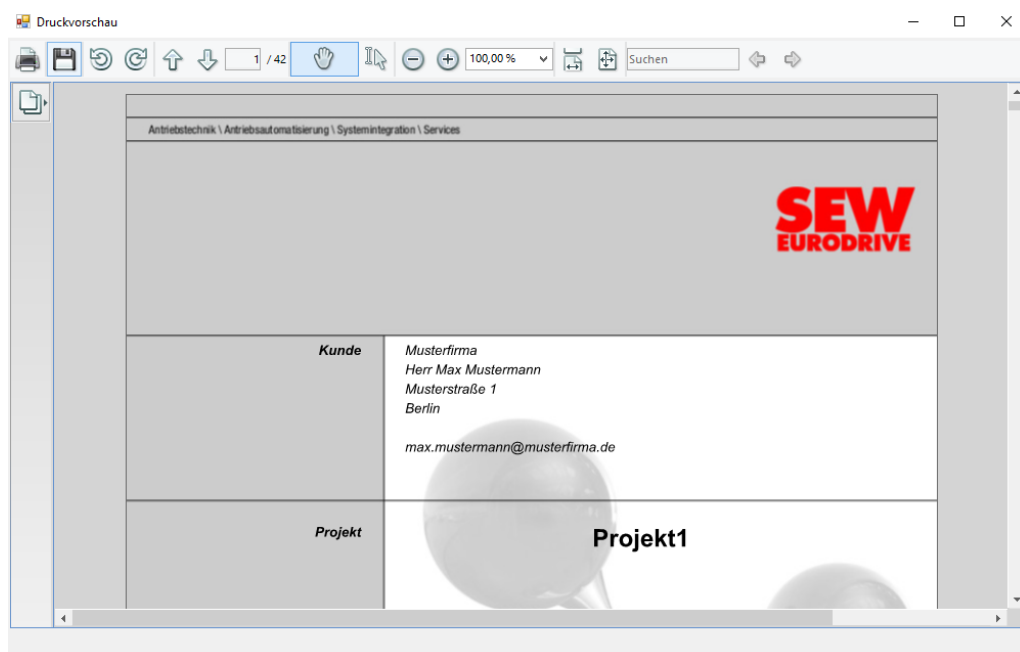 Druckvorschau
1 / 42 100,00 % Suchen
Antriebstechnik \ Antriebsautomatisierung \ Systemintegration \ Services
SEW
EURODRIVE
Kunde Musterfirma
Herr Max Mustermann
Musterstraße 1
Berlin
max.mustermann@musterfirma.de
Projekt Projekt1